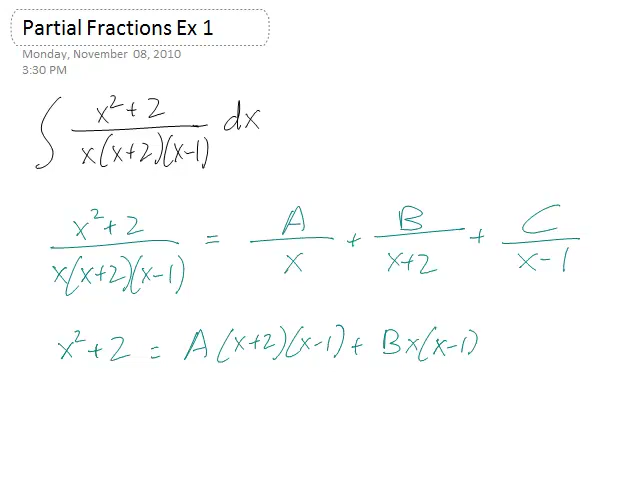 Partial Fractions Ex 1
Monday, November 08, 2010
3:30 PM
∫ (x² + 2)/(x(x+2)(x-1)) dx
(x² + 2)/(x(x+2)(x-1)) = A/x + B/(x+2) + C/(x-1)
x² + 2 = A(x+2)(x-1) + Bx(x-1)